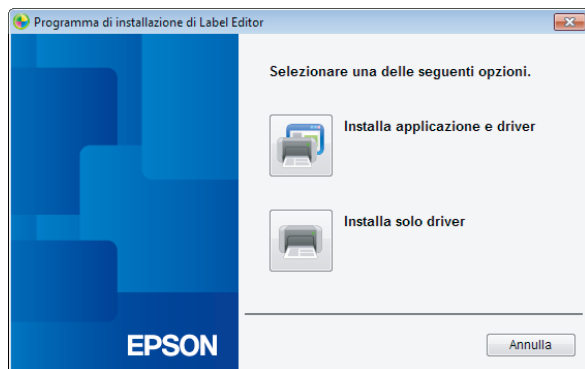 Programma di installazione di Label Editor
Selezionare una delle seguenti opzioni.
Installa applicazione e driver
Installa solo driver
EPSON
Annulla